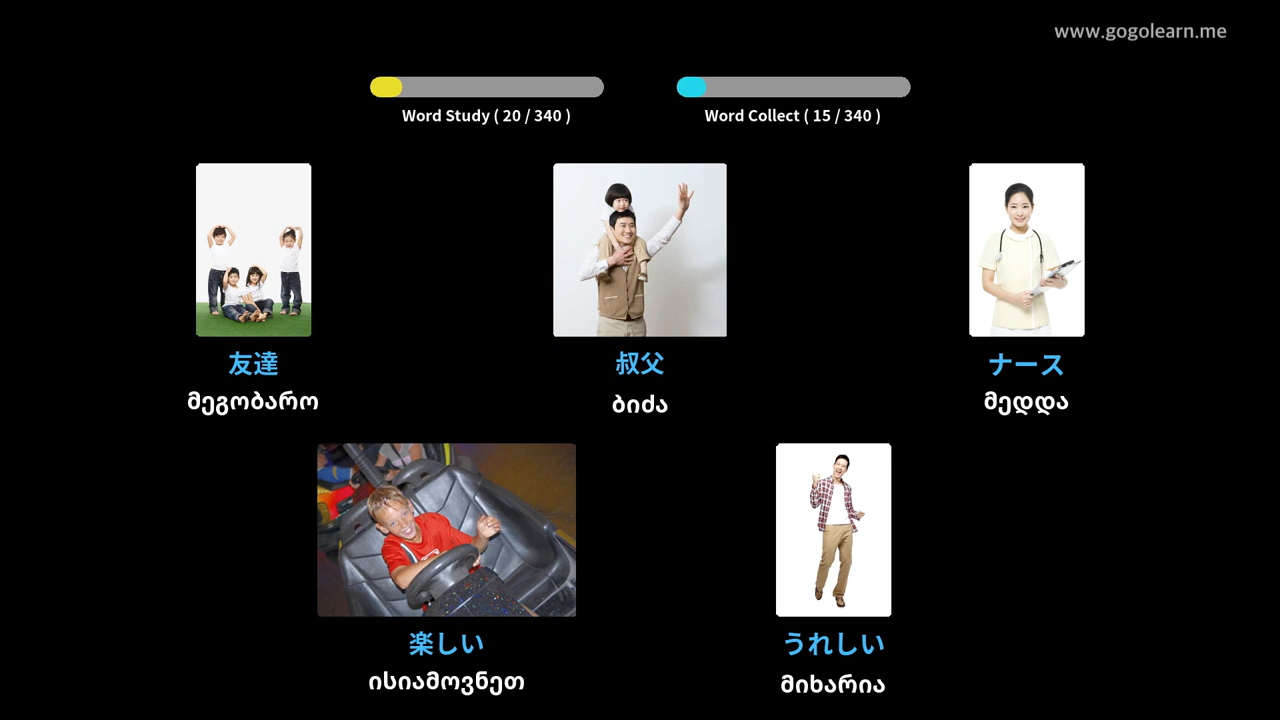 www.gogolearn.me
Word Study ( 20 / 340 )
Word Collect ( 15 / 340 )
友達
მეგობარო
叔父
ბიძა
ナース
მედდა
楽しい
ისიამოვნეთ
うれしい
მიხარია